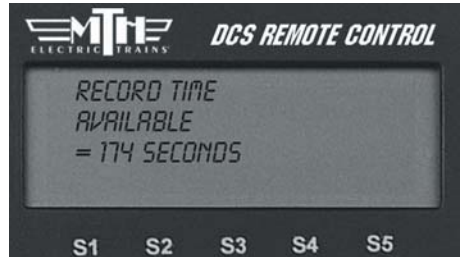 MTH
ELECTRIC TRAINS
DCS REMOTE CONTROL
RECORD TIME
AVAILABLE
= 174 SECONDS
S1 S2 S3 S4 S5